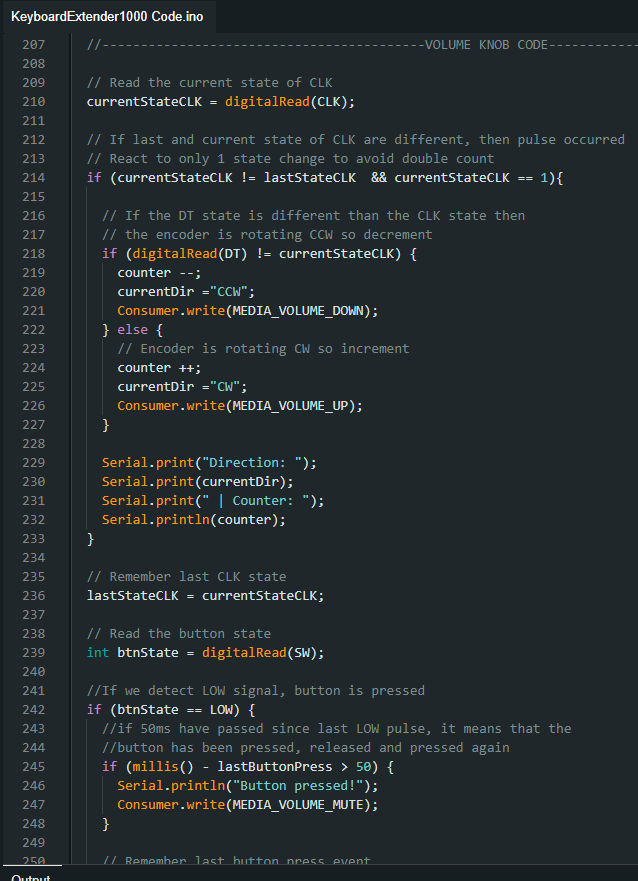 KeyboardExtender1000 Code.ino
207 //------------------------------------------VOLUME KNOB CODE------------
208
209 // Read the current state of CLK
210 currentStateCLK = digitalRead(CLK);
211
212 // If last and current state of CLK are different, then pulse occurred
213 // React to only 1 state change to avoid double count
214 if (currentStateCLK != lastStateCLK  && currentStateCLK == 1){
215
216 // If the DT state is different than the CLK state then
217 // the encoder is rotating CCW so decrement
218 if (digitalRead(DT) != currentStateCLK) {
219 counter --;
220 currentDir ="CCW";
221 Consumer.write(MEDIA_VOLUME_DOWN);
222 } else {
223 // Encoder is rotating CW so increment
224 counter ++;
225 currentDir ="CW";
226 Consumer.write(MEDIA_VOLUME_UP);
227 }
228
229 Serial.print("Direction: ");
230 Serial.print(currentDir);
231 Serial.print(" | Counter: ");
232 Serial.println(counter);
233 }
234
235 // Remember last CLK state
236 lastStateCLK = currentStateCLK;
237
238 // Read the button state
239 int btnState = digitalRead(SW);
240
241 //If we detect LOW signal, button is pressed
242 if (btnState == LOW) {
243 //if 50ms have passed since last LOW pulse, it means that the
244 //button has been pressed, released and pressed again
245 if (millis() - lastButtonPress > 50) {
246 Serial.println("Button pressed!");
247 Consumer.write(MEDIA_VOLUME_MUTE);
248 }
249
250 // Remember last button press event
Output